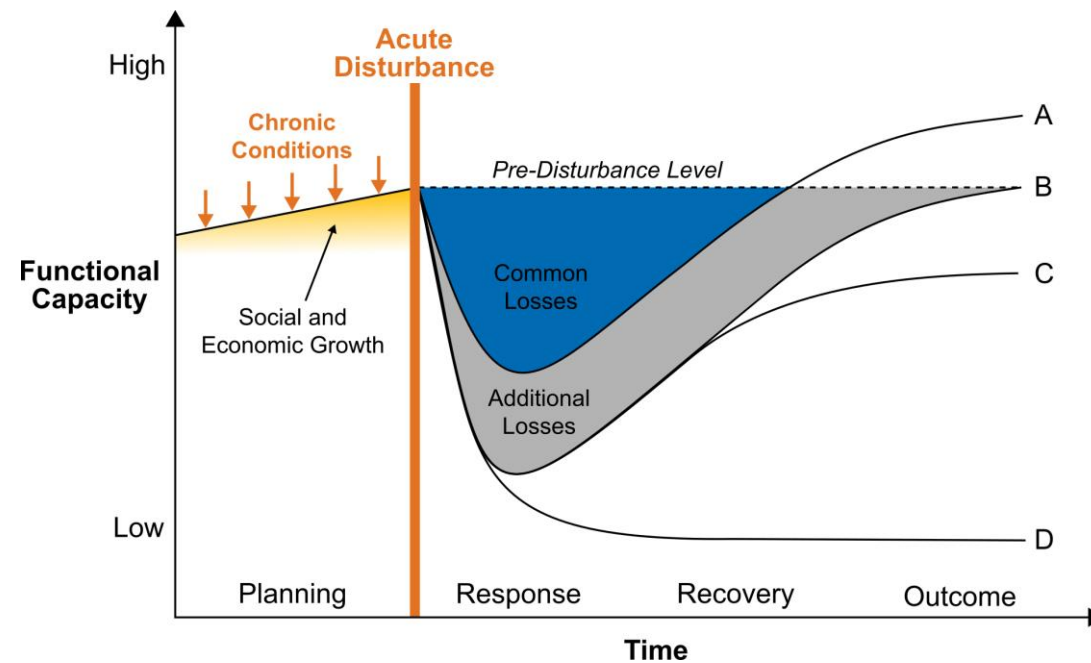 Acute
Disturbance
High
A
Chronic
Conditions
Pre-Disturbance Level
B
Functional
Capacity
Common
Losses
C
Social and
Economic Growth
Additional
Losses
Low
D
Planning
Response
Recovery
Outcome
Time